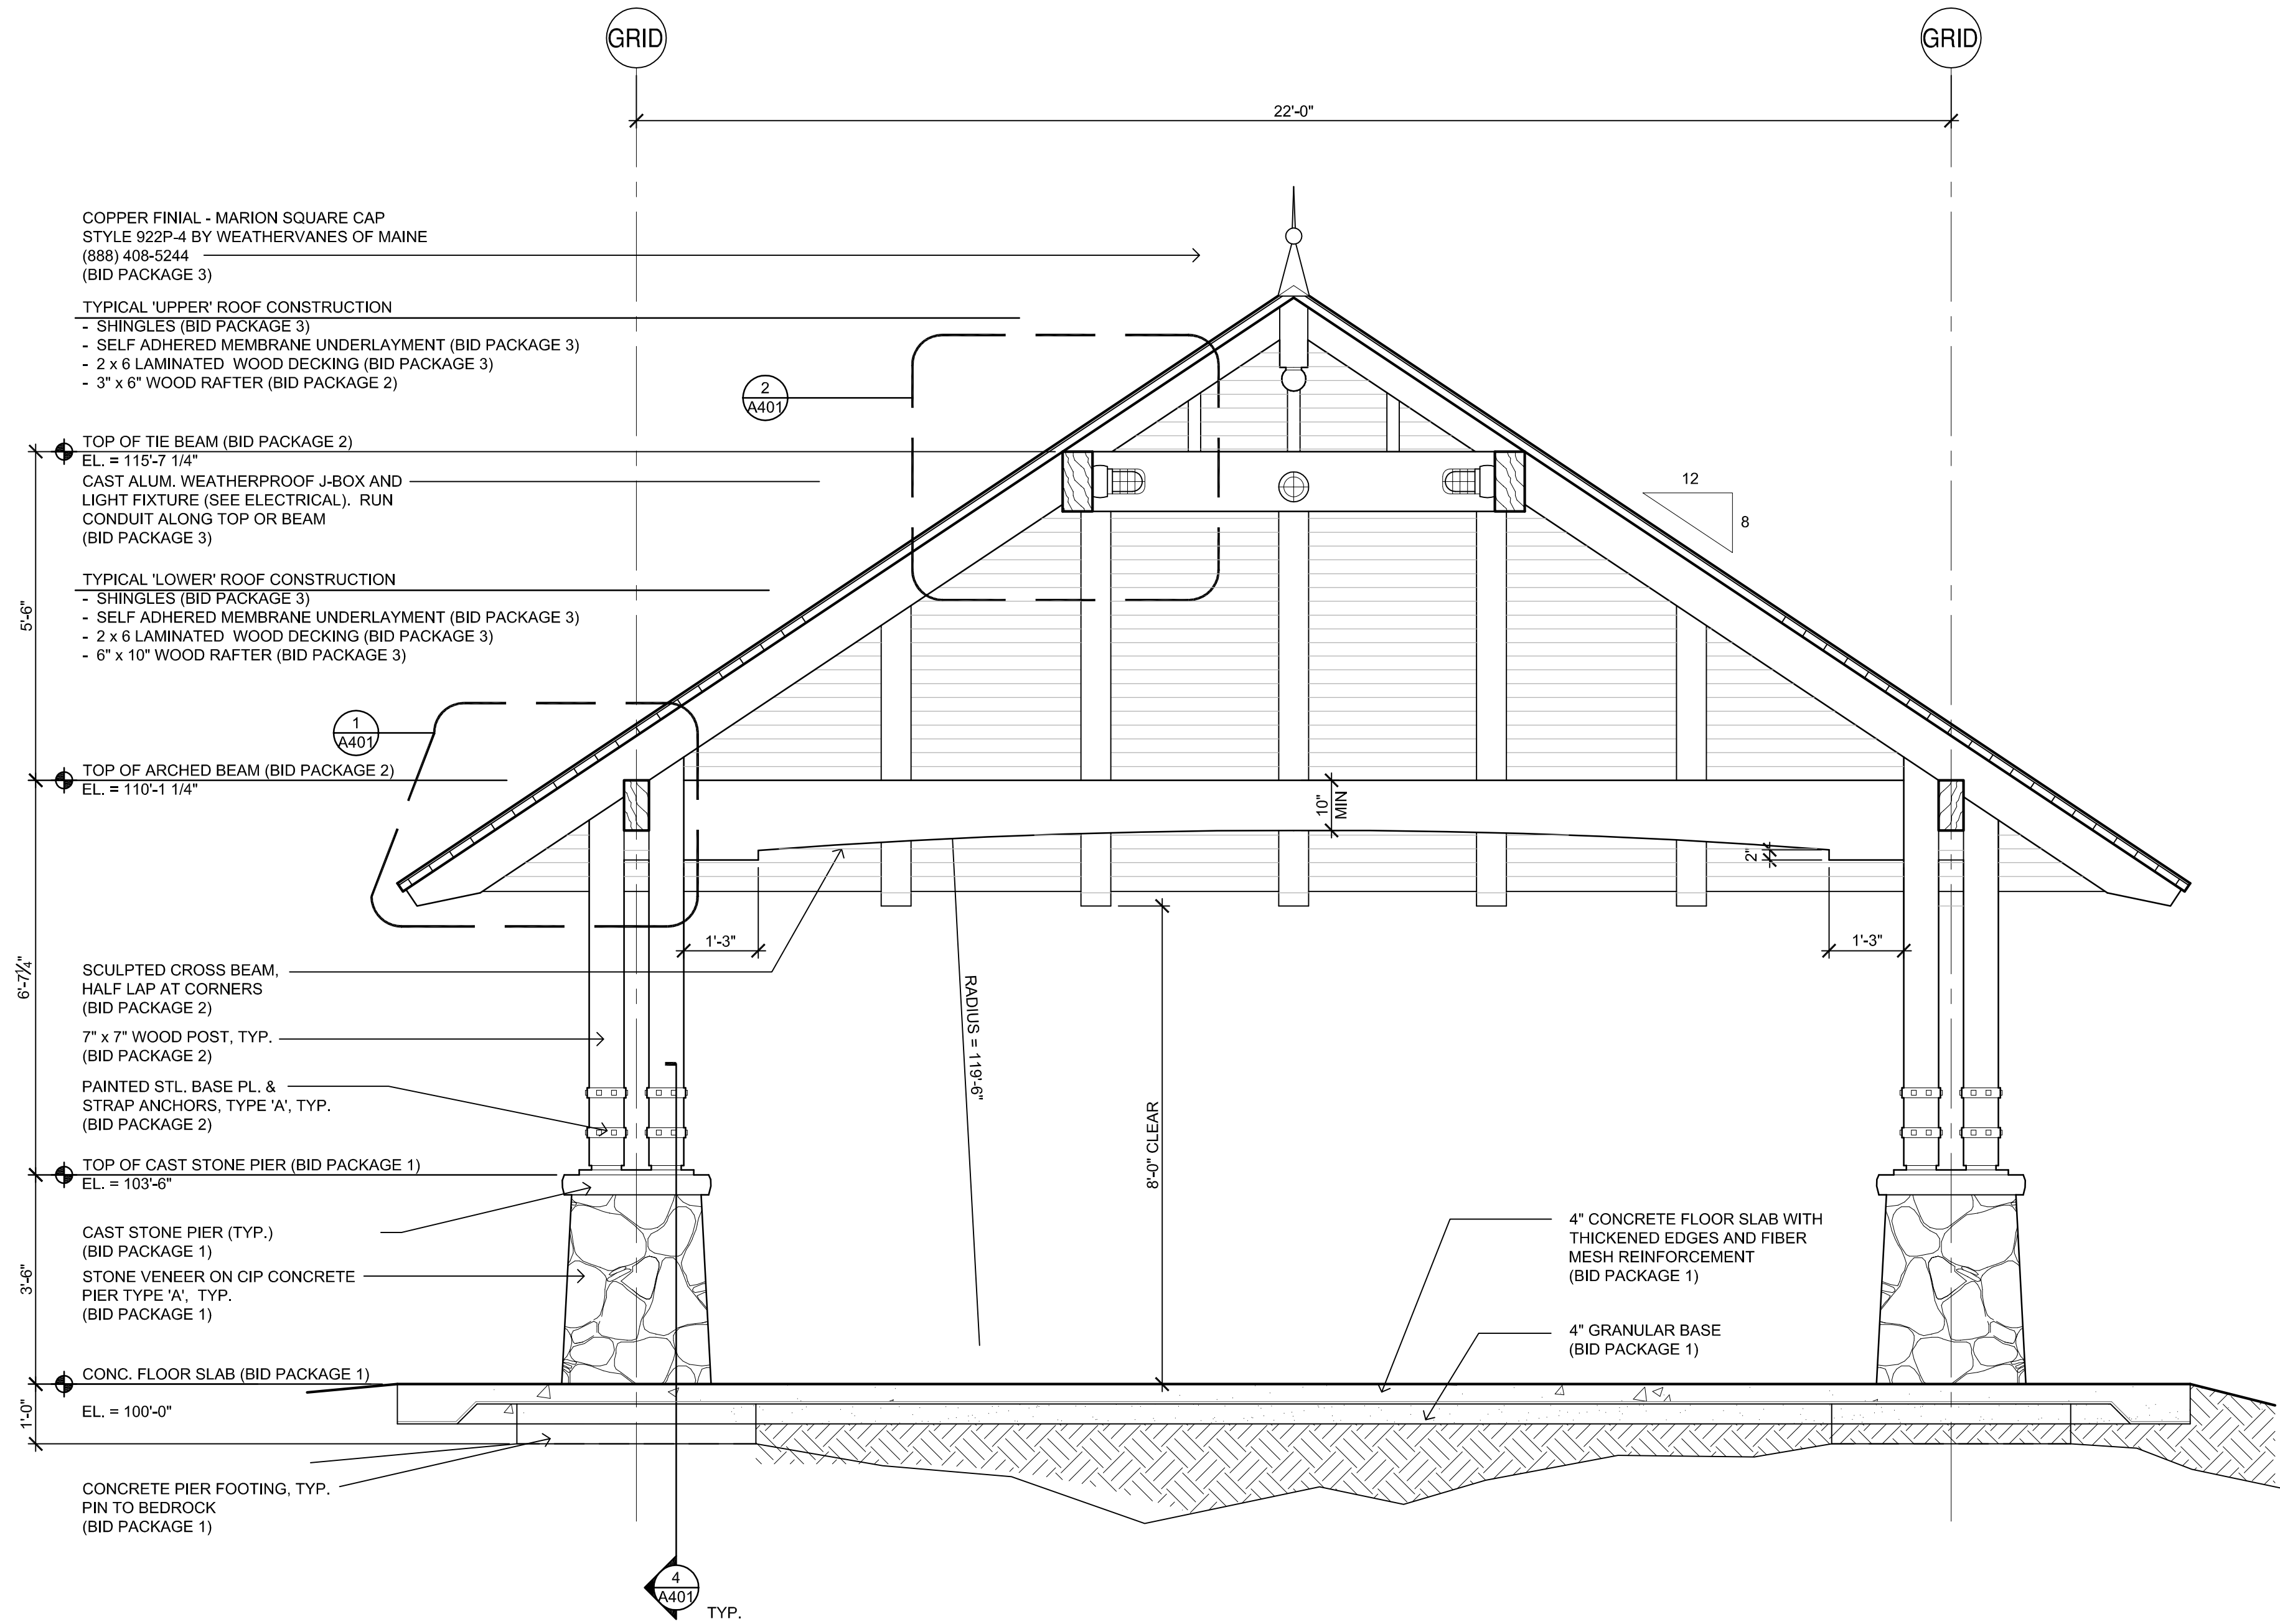 GRID
GRID
22'-0"
COPPER FINIAL - MARION SQUARE CAP
STYLE 922P-4 BY WEATHERVANES OF MAINE
(888) 408-5244
(BID PACKAGE 3)
TYPICAL 'UPPER' ROOF CONSTRUCTION
- SHINGLES (BID PACKAGE 3)
- SELF ADHERED MEMBRANE UNDERLAYMENT (BID PACKAGE 3)
- 2 x 6 LAMINATED WOOD DECKING (BID PACKAGE 3)
- 3" x 6" WOOD RAFTER (BID PACKAGE 2)
2
A401
TOP OF TIE BEAM (BID PACKAGE 2)
EL. = 115'-7 1/4"
CAST ALUM. WEATHERPROOF J-BOX AND
LIGHT FIXTURE (SEE ELECTRICAL). RUN
CONDUIT ALONG TOP OR BEAM
(BID PACKAGE 3)
12
8
TYPICAL 'LOWER' ROOF CONSTRUCTION
- SHINGLES (BID PACKAGE 3)
- SELF ADHERED MEMBRANE UNDERLAYMENT (BID PACKAGE 3)
- 2 x 6 LAMINATED WOOD DECKING (BID PACKAGE 3)
- 6" x 10" WOOD RAFTER (BID PACKAGE 3)
5'-6"
1
A401
TOP OF ARCHED BEAM (BID PACKAGE 2)
EL. = 110'-1 1/4"
10"
MIN
2"
1'-3"
1'-3"
6'-7¼"
SCULPTED CROSS BEAM,
HALF LAP AT CORNERS
(BID PACKAGE 2)
RADIUS = 119'-6"
7" x 7" WOOD POST, TYP.
(BID PACKAGE 2)
PAINTED STL. BASE PL. &
STRAP ANCHORS, TYPE 'A', TYP.
(BID PACKAGE 2)
8'-0" CLEAR
TOP OF CAST STONE PIER (BID PACKAGE 1)
EL. = 103'-6"
CAST STONE PIER (TYP.)
(BID PACKAGE 1)
STONE VENEER ON CIP CONCRETE
PIER TYPE 'A', TYP.
(BID PACKAGE 1)
3'-6"
4" CONCRETE FLOOR SLAB WITH
THICKENED EDGES AND FIBER
MESH REINFORCEMENT
(BID PACKAGE 1)
4" GRANULAR BASE
(BID PACKAGE 1)
CONC. FLOOR SLAB (BID PACKAGE 1)
EL. = 100'-0"
1'-0"
CONCRETE PIER FOOTING, TYP.
PIN TO BEDROCK
(BID PACKAGE 1)
4
A401
TYP.